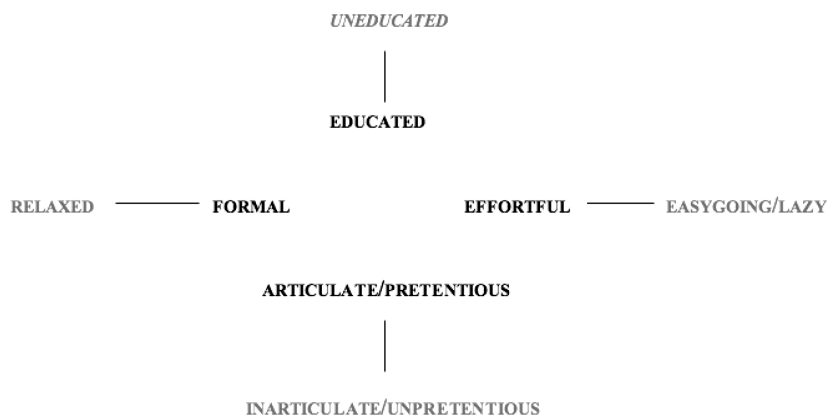 UNEDUCATED
EDUCATED
RELAXED FORMAL EFFORTFUL EASYGOING/LAZY
ARTICULATE/PRETENTIOUS
INARTICULATE/UNPRETENTIOUS